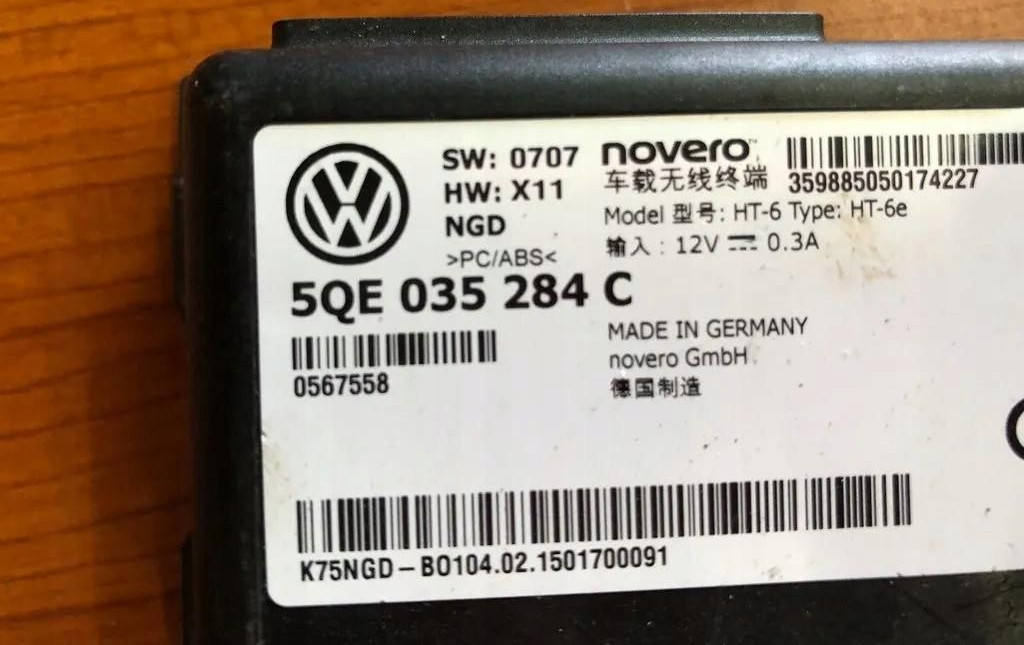 SW: 0707
HW: X11
NGD
>PC/ABS<
5QE 035 284 C
0567558
novero
车载无线终端
359885050174227
Model 型号: HT-6 Type: HT-6e
输入: 12V 0.3A
MADE IN GERMANY
novero GmbH
德国制造
K75NGD-BO104.02.1501700091